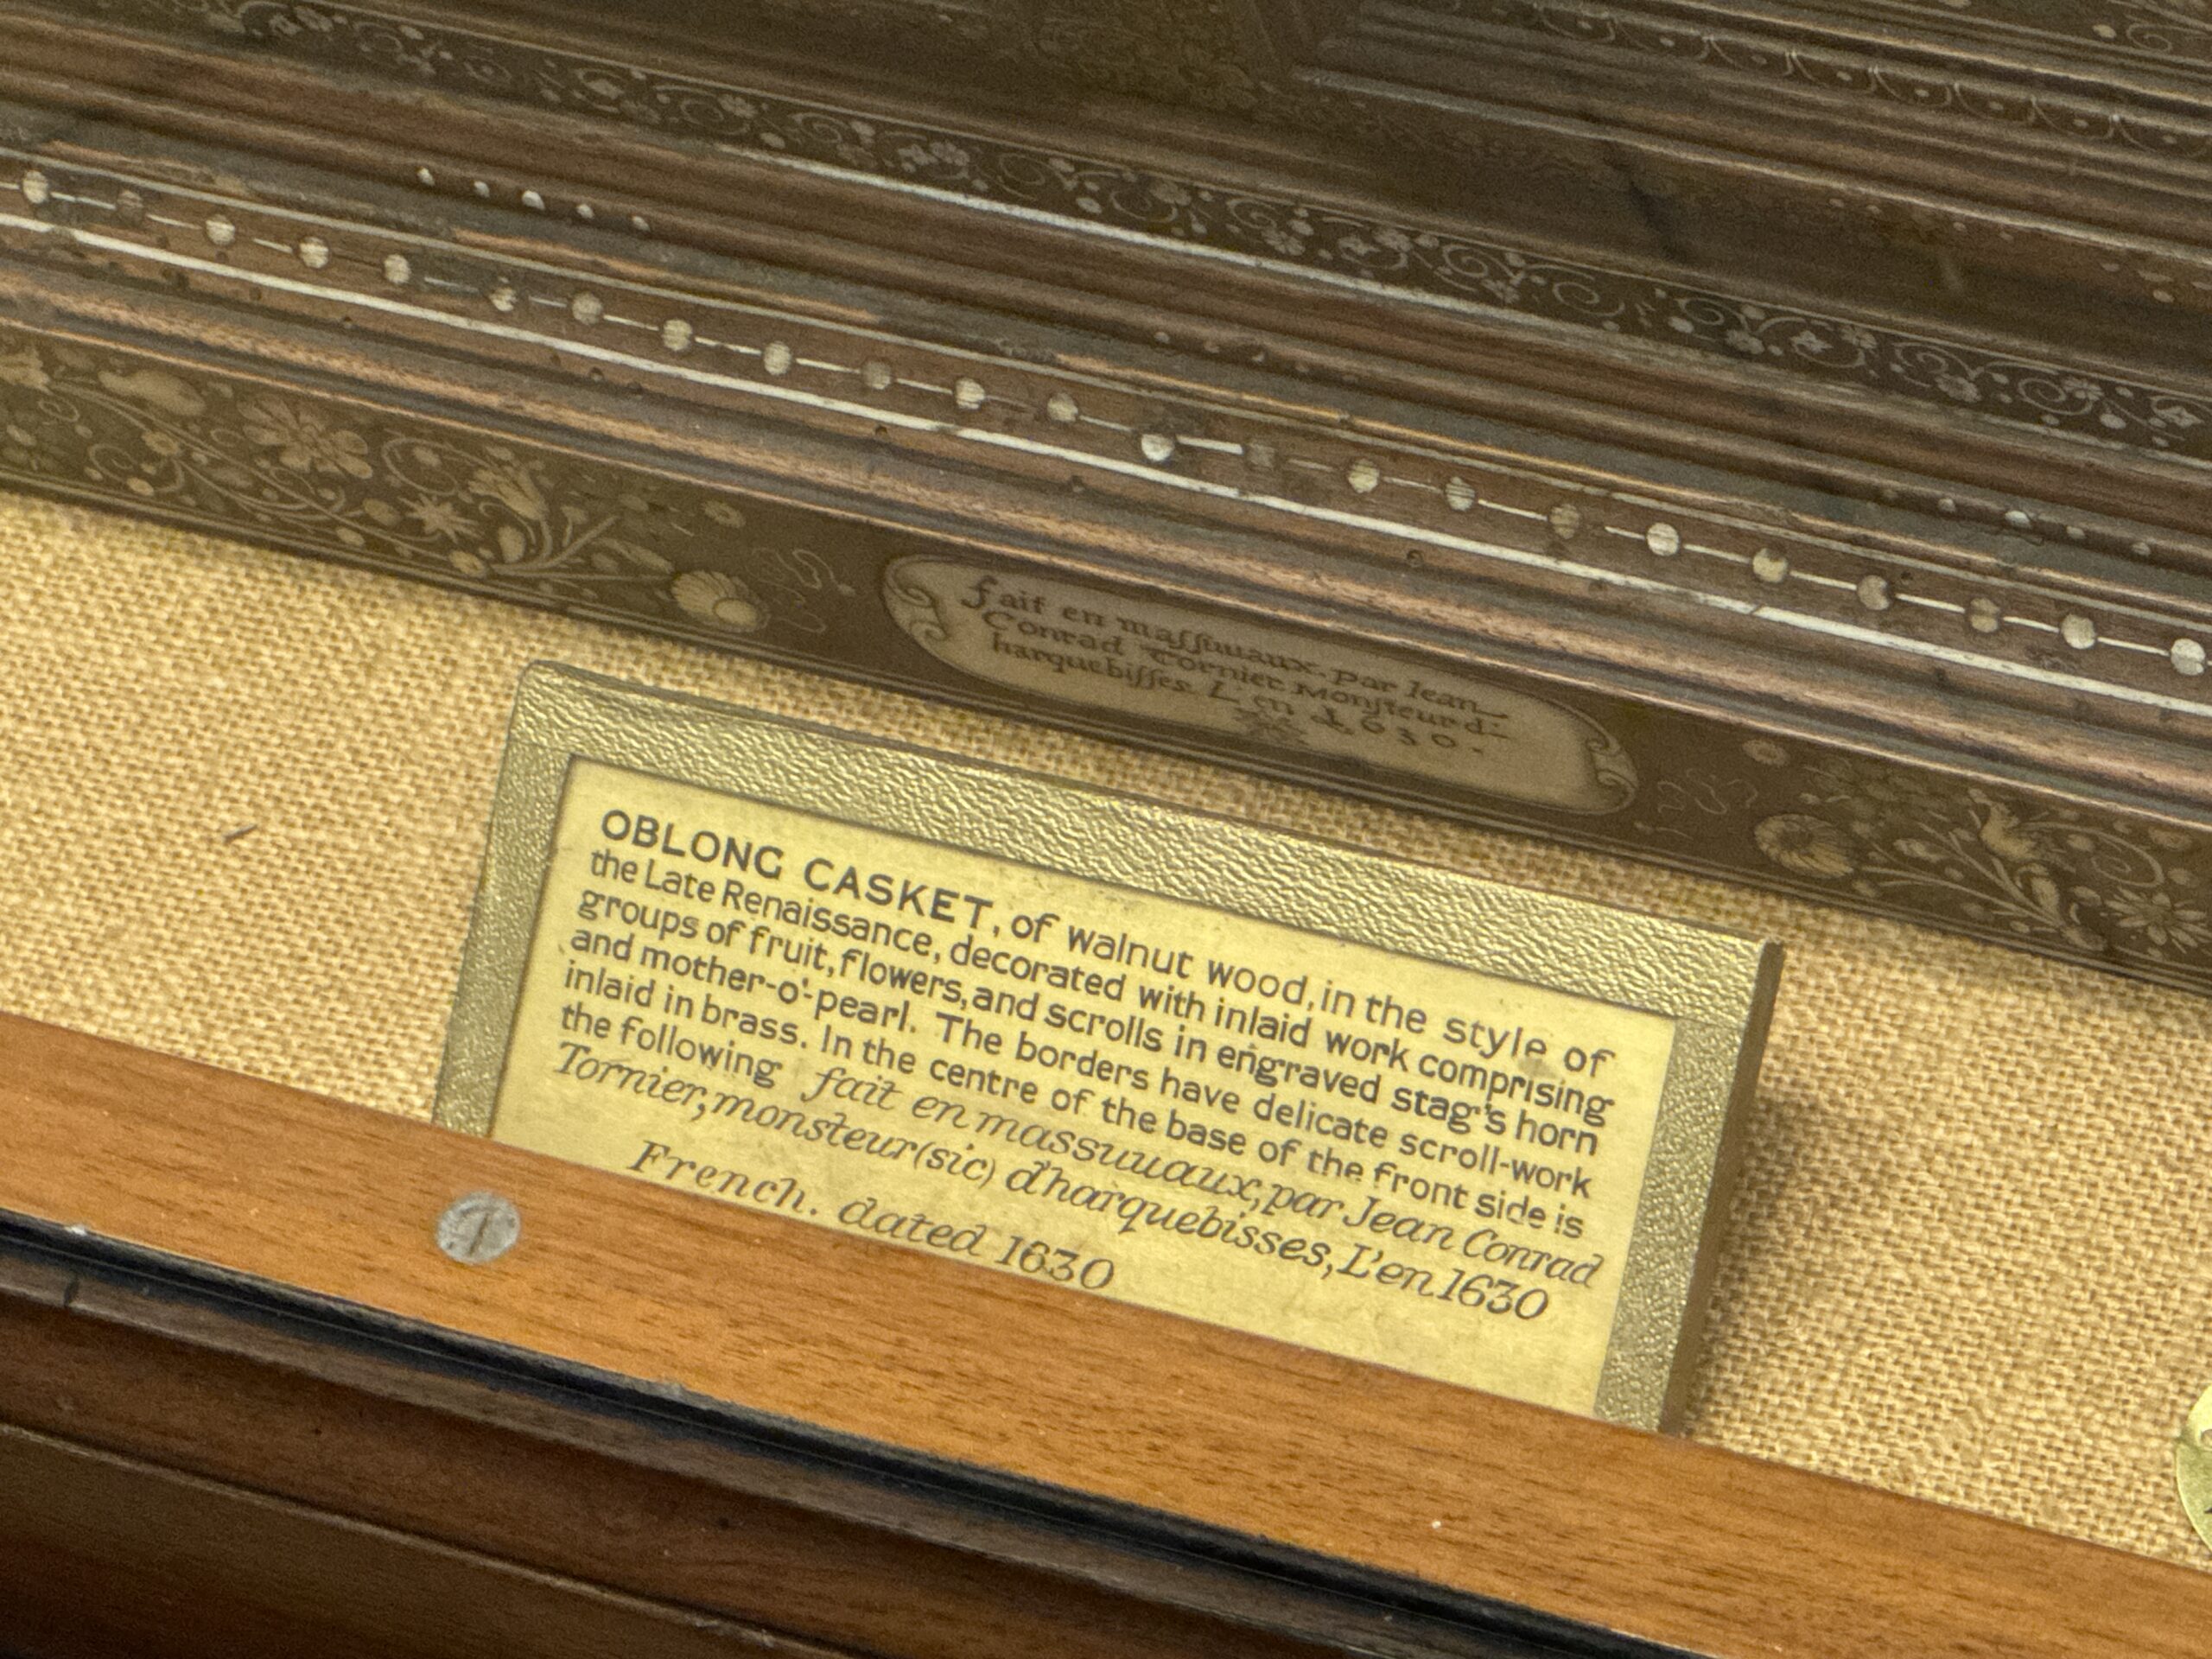 fait en maſſuuaux. par Iean
Conrad Tornier Monſteur d:
harquebiſſes L en 1630.
OBLONG CASKET, of walnut wood, in the style of
the Late Renaissance, decorated with inlaid work comprising
groups of fruit, flowers, and scrolls in engraved stag's horn
and mother-o'-pearl. The borders have delicate scroll-work
inlaid in brass. In the centre of the base of the front side is
the following fait en massuuaux, par Jean Conrad
Tornier, monsteur (sic) d'harquebisses, L'en 1630
French. dated 1630